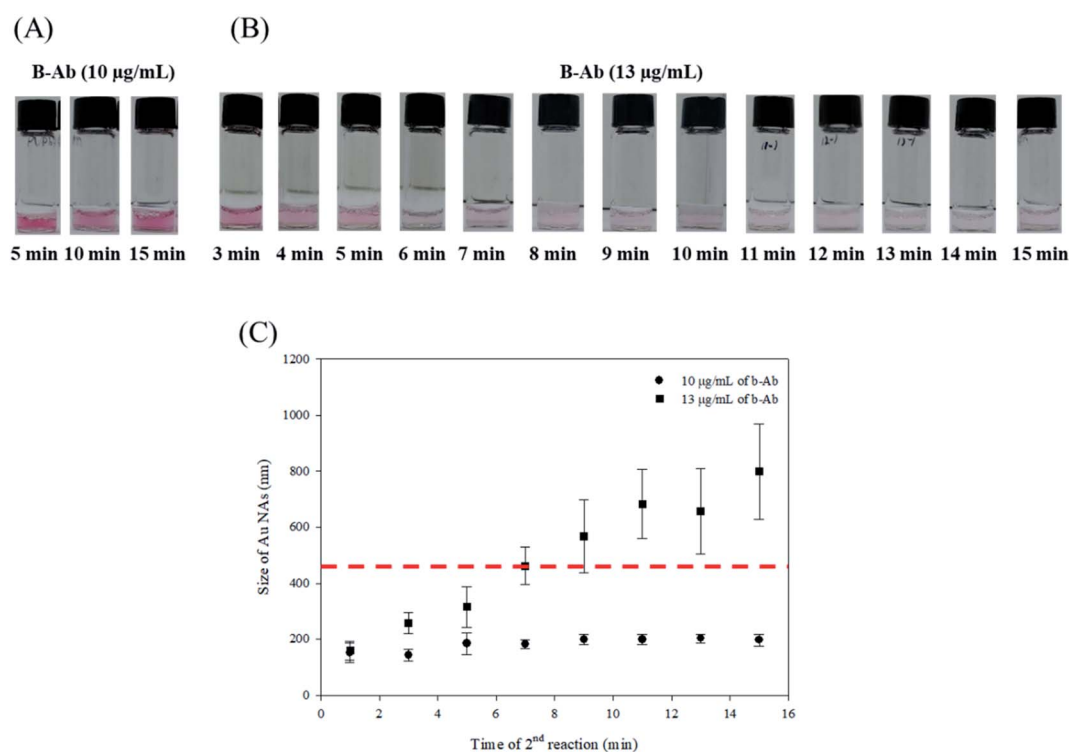 (A)
(B)
B-Ab (10 µg/mL)
B-Ab (13 µg/mL)
5 min 10 min 15 min
3 min 4 min 5 min 6 min 7 min 8 min 9 min 10 min 11 min 12 min 13 min 14 min 15 min
(C)
1200
1000
800
600
400
200
0
Size of Au NAs (nm)
10 µg/mL of b-Ab
13 µg/mL of b-Ab
0 2 4 6 8 10 12 14 16
Time of 2nd reaction (min)